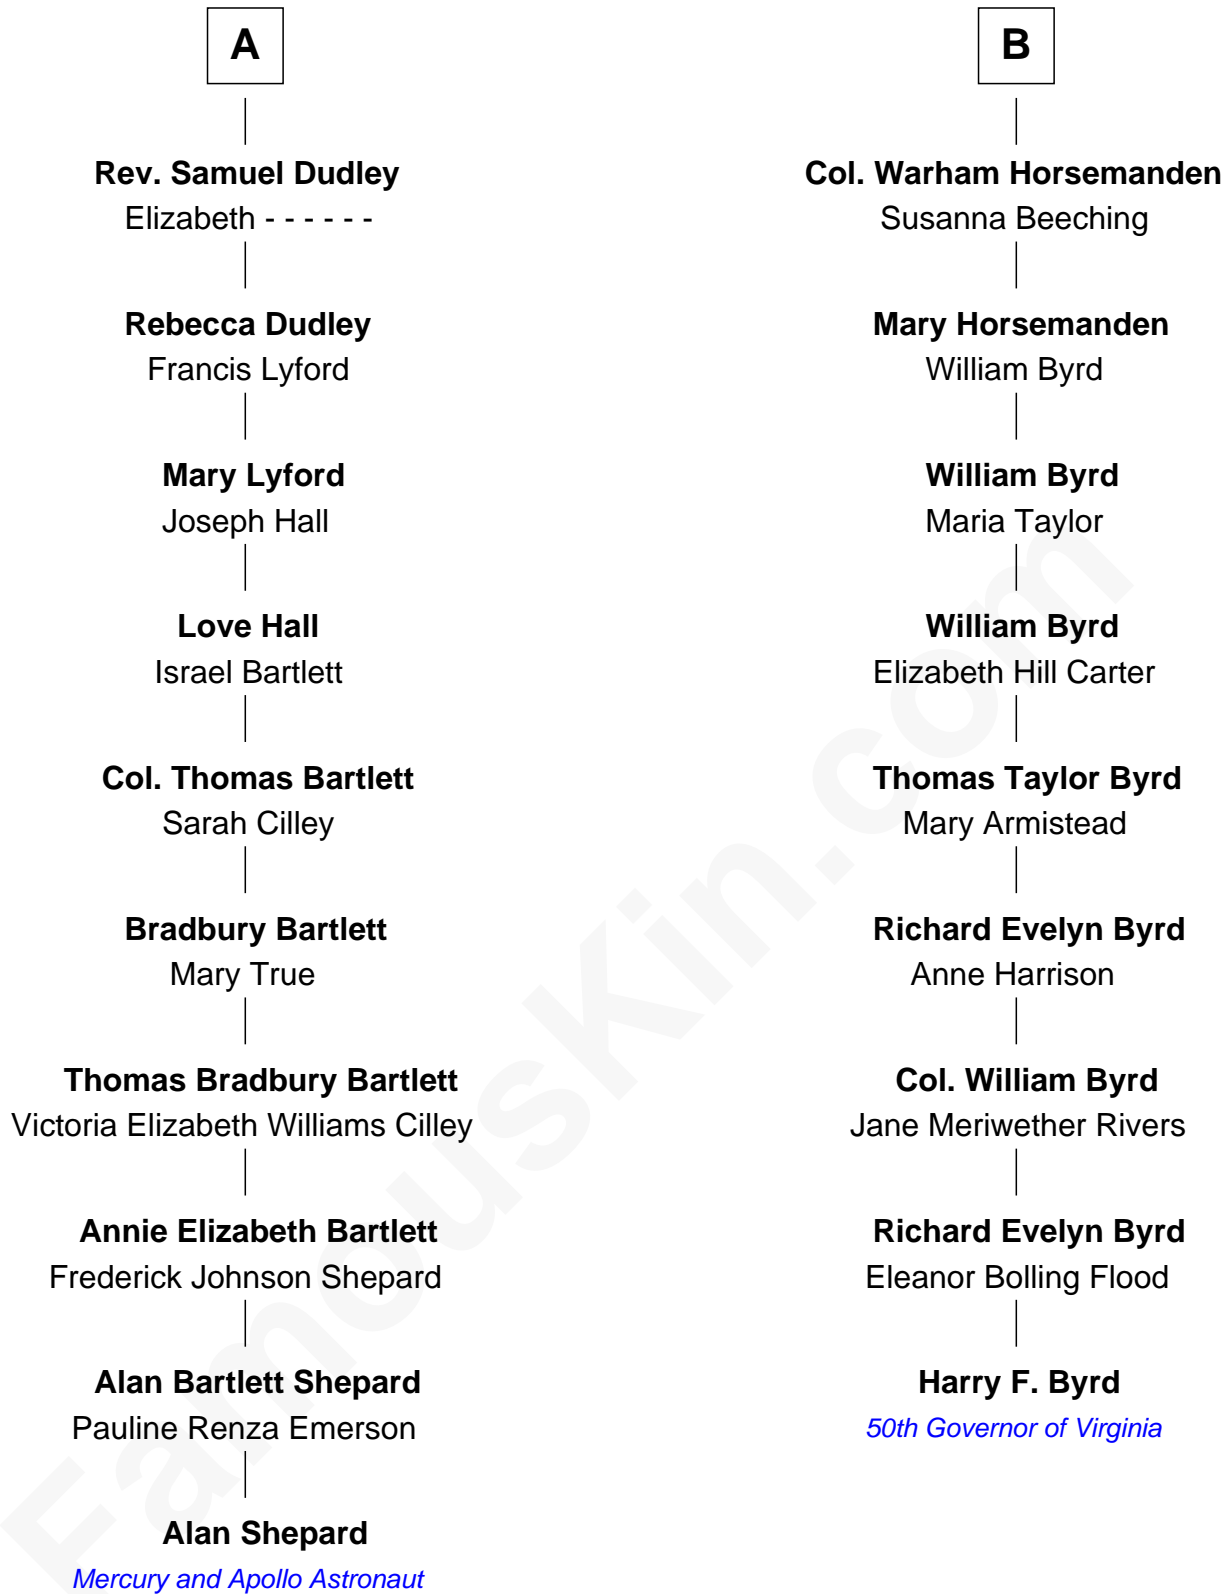 A
Rev. Samuel Dudley
Elizabeth - - - - - -
Rebecca Dudley
Francis Lyford
Mary Lyford
Joseph Hall
Love Hall
Israel Bartlett
Col. Thomas Bartlett
Sarah Cilley
Bradbury Bartlett
Mary True
Thomas Bradbury Bartlett
Victoria Elizabeth Williams Cilley
Annie Elizabeth Bartlett
Frederick Johnson Shepard
Alan Bartlett Shepard
Pauline Renza Emerson
Alan Shepard
Mercury and Apollo Astronaut
B
Col. Warham Horsemanden
Susanna Beeching
Mary Horsemanden
William Byrd
William Byrd
Maria Taylor
William Byrd
Elizabeth Hill Carter
Thomas Taylor Byrd
Mary Armistead
Richard Evelyn Byrd
Anne Harrison
Col. William Byrd
Jane Meriwether Rivers
Richard Evelyn Byrd
Eleanor Bolling Flood
Harry F. Byrd
50th Governor of Virginia
FamousKin.com